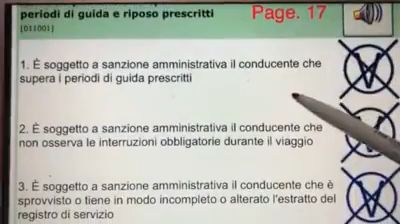 periodi di guida e riposo prescritti
Page. 17
[011001]
1. È soggetto a sanzione amministrativa il conducente che
supera i periodi di guida prescritti
V
2. È soggetto a sanzione amministrativa il conducente che
non osserva le interruzioni obbligatorie durante il viaggio
V
3. È soggetto a sanzione amministrativa il conducente che è
sprovvisto o tiene in modo incompleto o alterato l'estratto del
registro di servizio
V